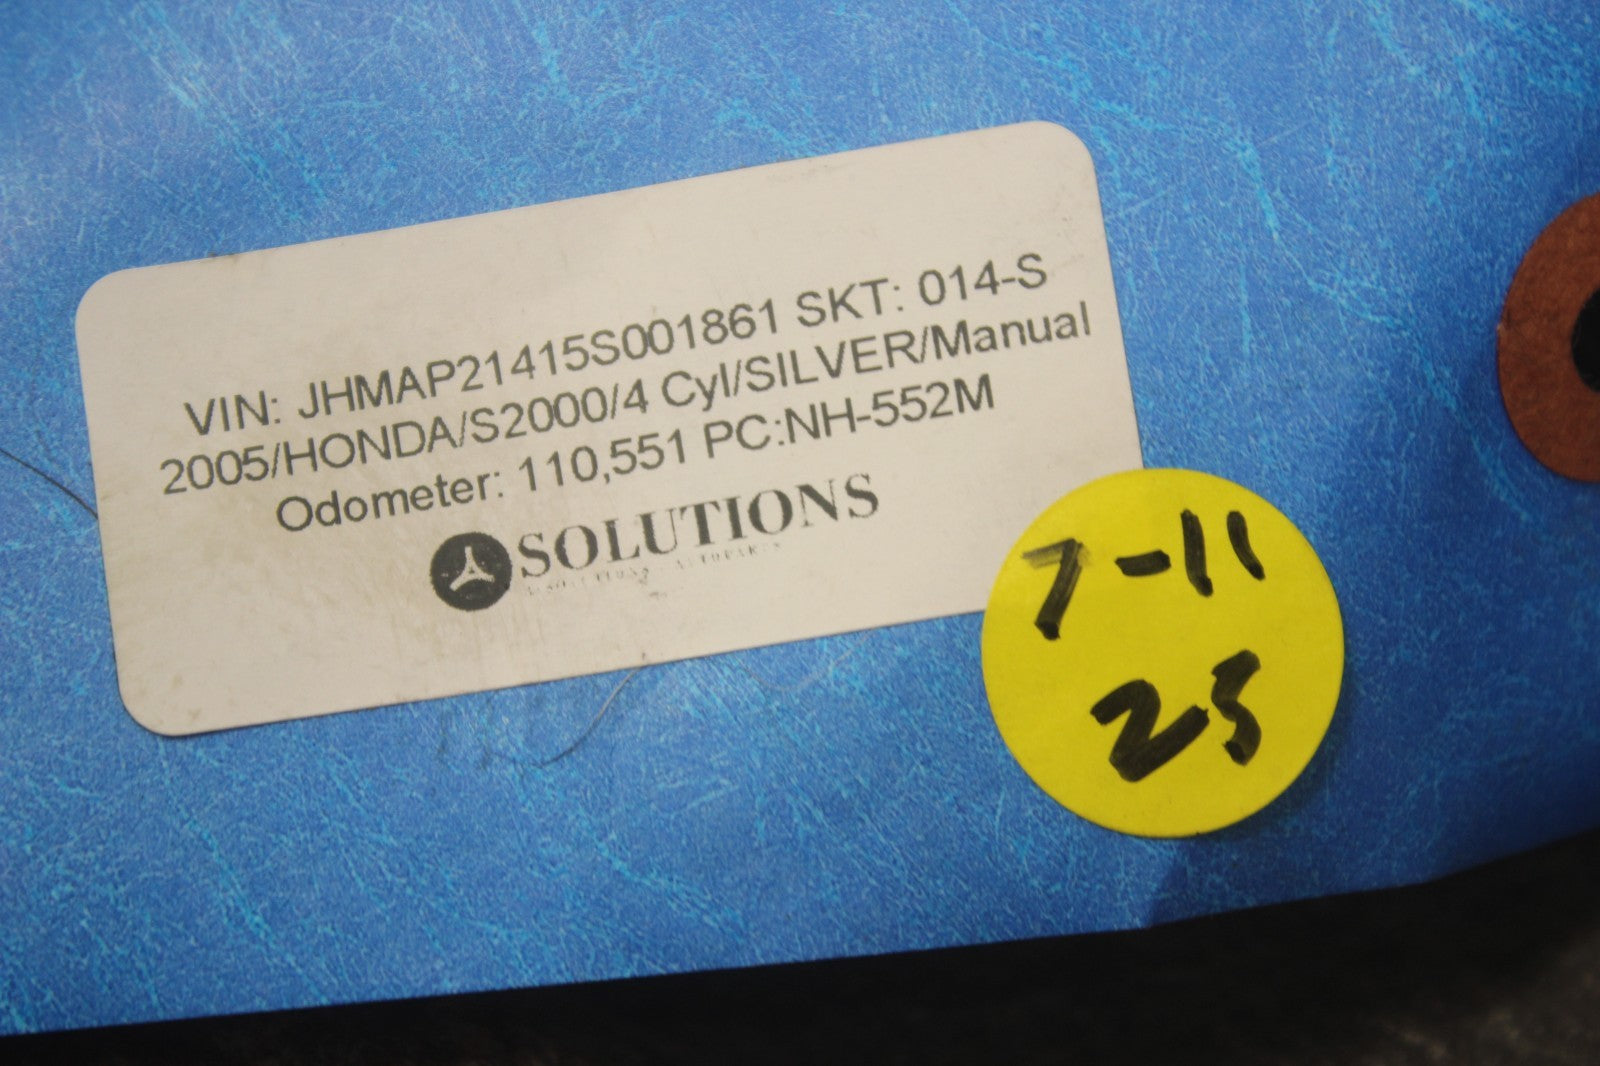 VIN: JHMAP21415S001861 SKT: 014-S
2005/HONDA/S2000/4 Cyl/SILVER/Manual
Odometer: 110,551 PC:NH-552M
SOLUTIONS
7-11
25